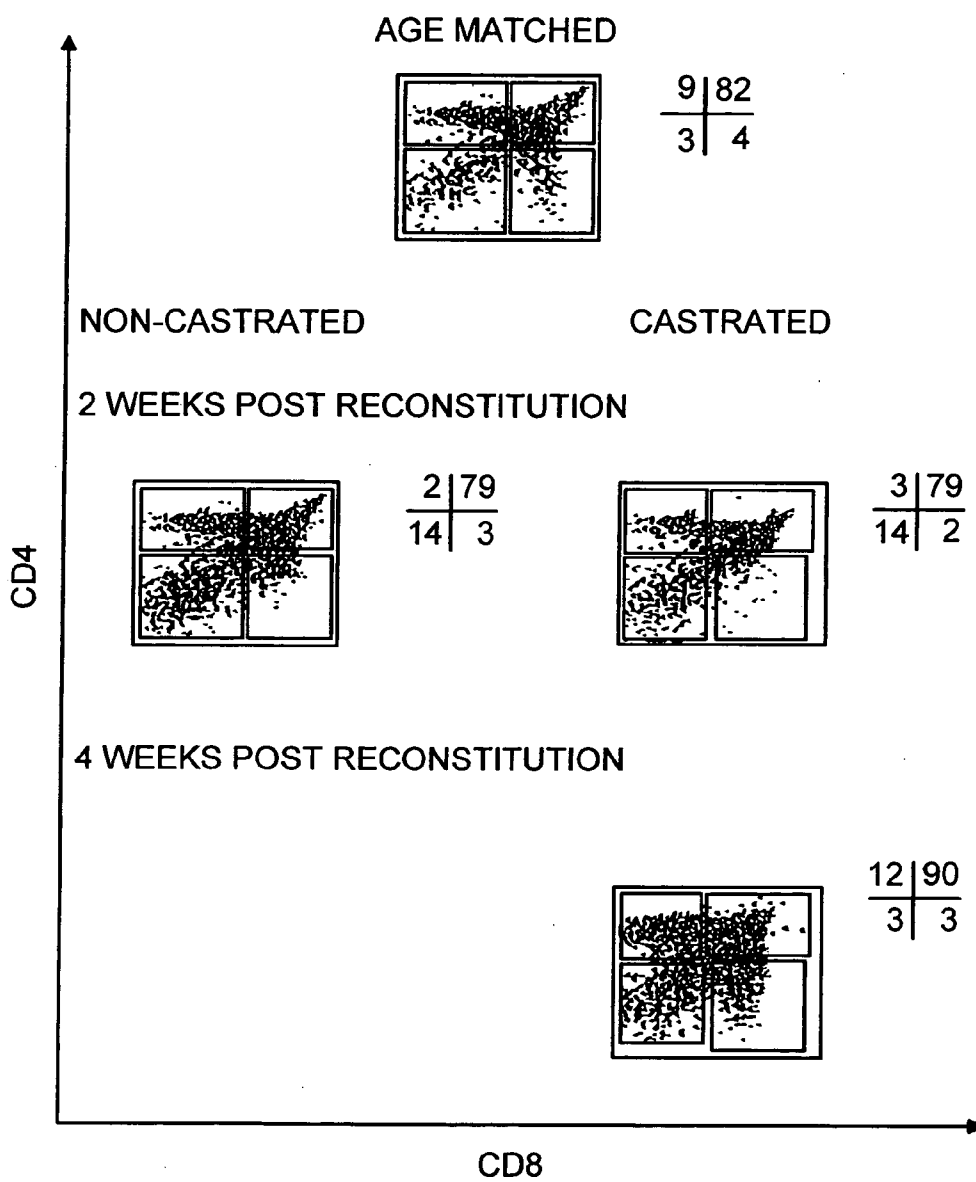 AGE MATCHED
9 82
3 4
NON-CASTRATED CASTRATED
2 WEEKS POST RECONSTITUTION
2 79
14 3
3 79
14 2
4 WEEKS POST RECONSTITUTION
12 90
3 3
CD4
CD8